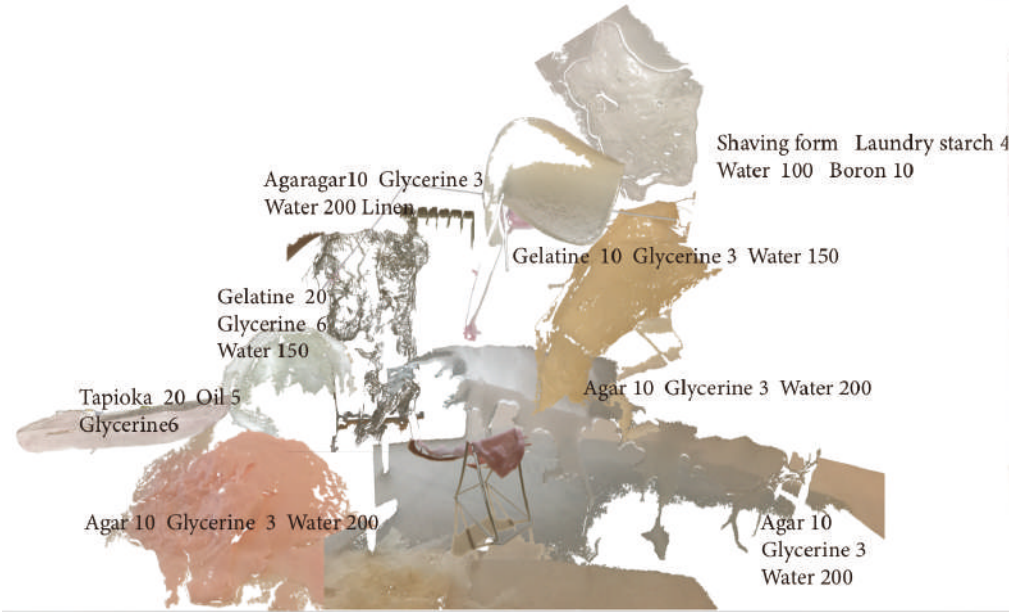 Shaving form Laundry starch 4
Water 100 Boron 10
Agaragar10 Glycerine 3
Water 200 Linen
Gelatine 10 Glycerine 3 Water 150
Gelatine 20
Glycerine 6
Water 150
Agar 10 Glycerine 3 Water 200
Tapioka 20 Oil 5
Glycerine6
Agar 10 Glycerine 3 Water 200
Agar 10
Glycerine 3
Water 200